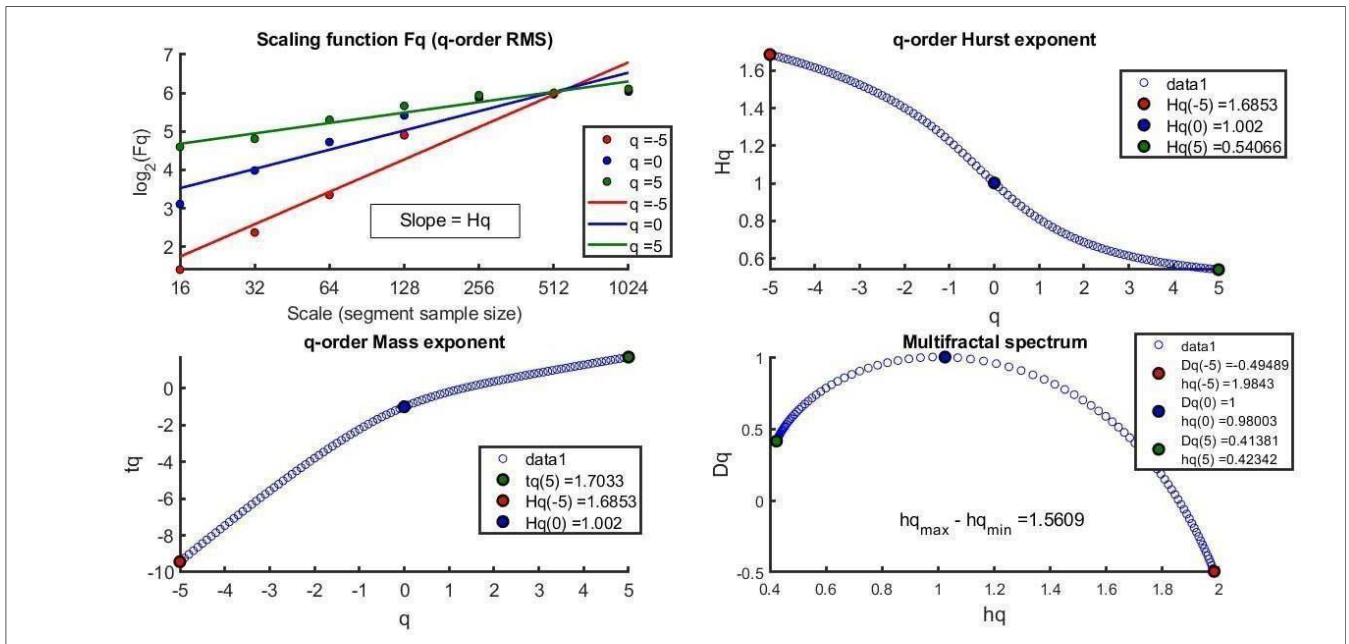 Scaling function Fq (q-order RMS)
7
6
5
4
3
2
log2(Fq)
q =-5
q =0
q =5
q =-5
q =0
q =5
Slope = Hq
16 32 64 128 256 512 1024
Scale (segment sample size)
q-order Hurst exponent
1.6
1.4
1.2
1
0.8
0.6
Hq
data1
Hq(-5) =1.6853
Hq(0) =1.002
Hq(5) =0.54066
-5 -4 -3 -2 -1 0 1 2 3 4 5
q
q-order Mass exponent
0
-2
-4
-6
-8
-10
tq
data1
tq(5) =1.7033
Hq(-5) =1.6853
Hq(0) =1.002
-5 -4 -3 -2 -1 0 1 2 3 4 5
q
Multifractal spectrum
1
0.5
0
-0.5
Dq
data1
Dq(-5) =-0.49489
hq(-5) =1.9843
Dq(0) =1
hq(0) =0.98003
Dq(5) =0.41381
hq(5) =0.42342
hqmax - hqmin =1.5609
0.4 0.6 0.8 1 1.2 1.4 1.6 1.8 2
hq